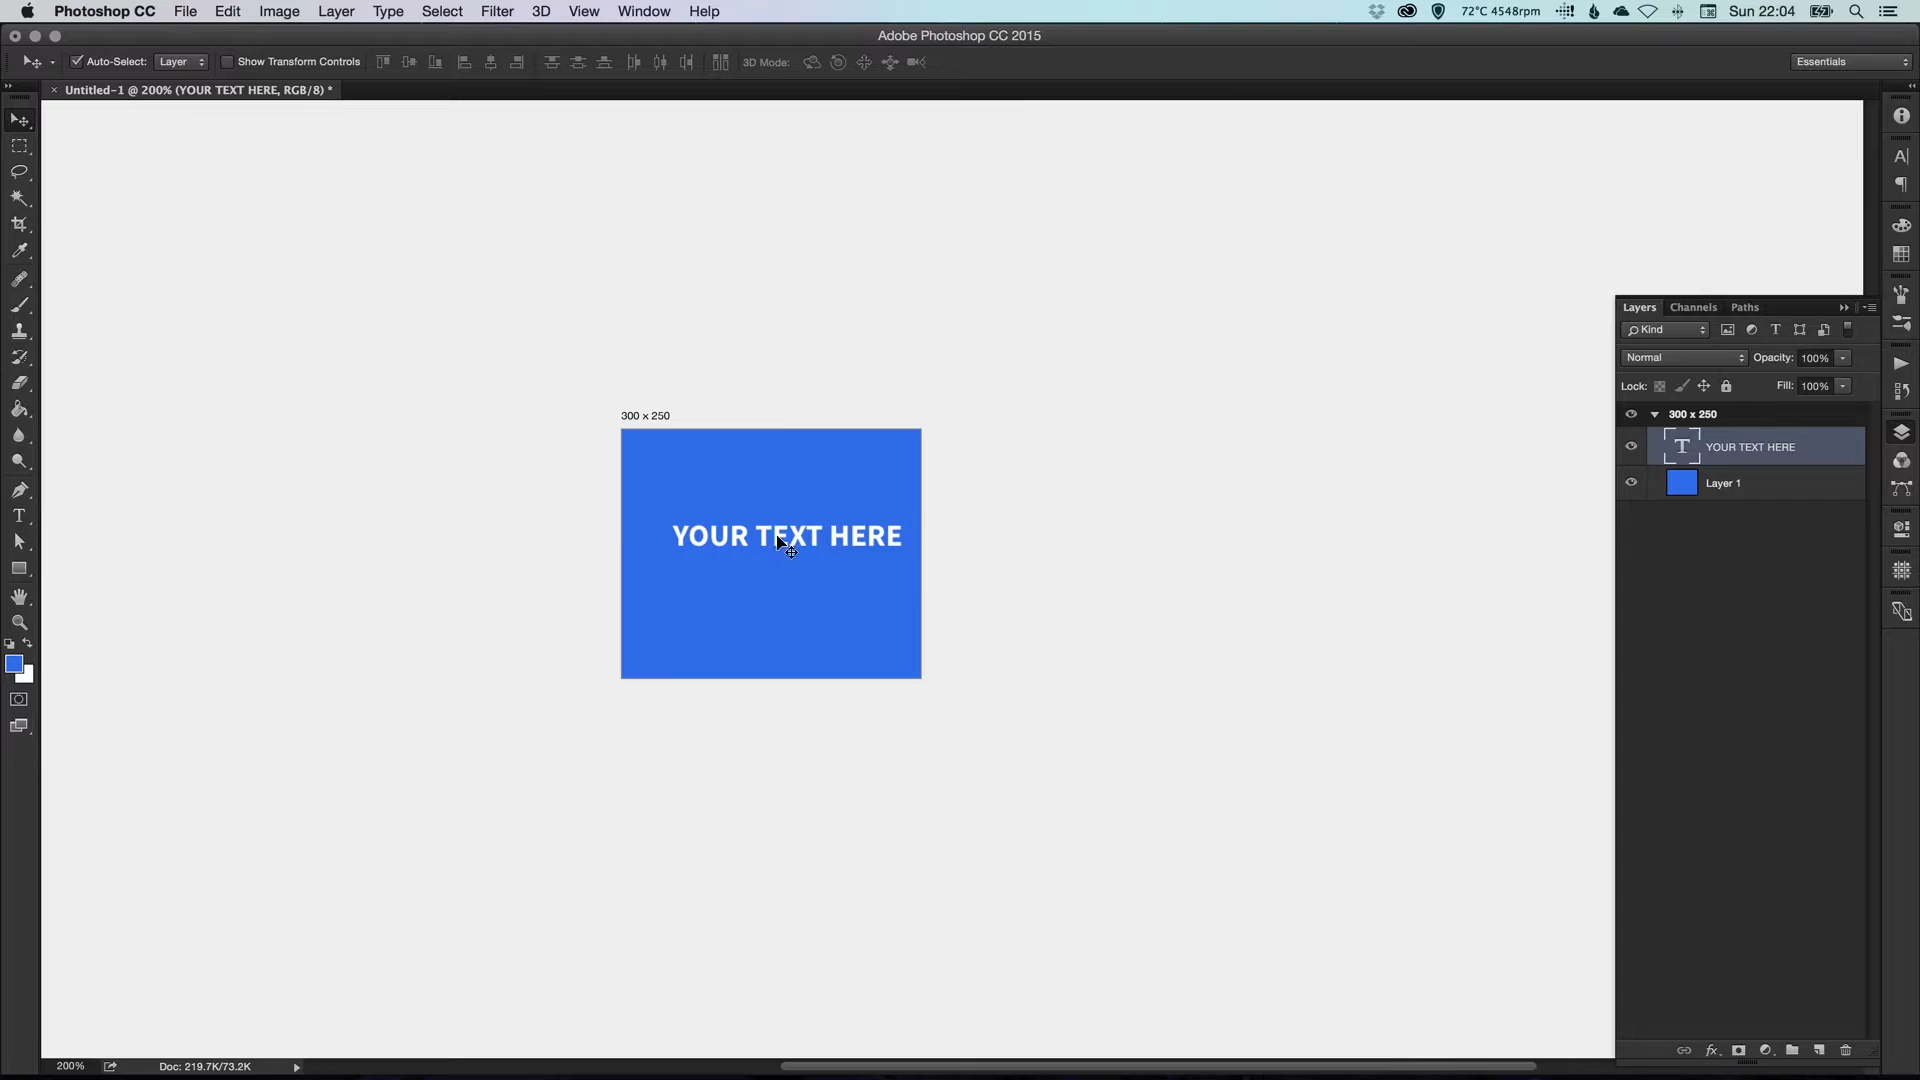 Photoshop CC File Edit Image Layer Type Select Filter 3D View Window Help 72°C 4548rpm Sun 22:04
Adobe Photoshop CC 2015
Auto-Select: Layer Show Transform Controls 3D Mode: Essentials
× Untitled-1 @ 200% (YOUR TEXT HERE, RGB/8) *
Layers Channels Paths
Kind
Normal Opacity: 100%
Lock: Fill: 100%
300 x 250
300 x 250
YOUR TEXT HERE
Layer 1
YOUR TEXT HERE
200% Doc: 219.7K/73.2K